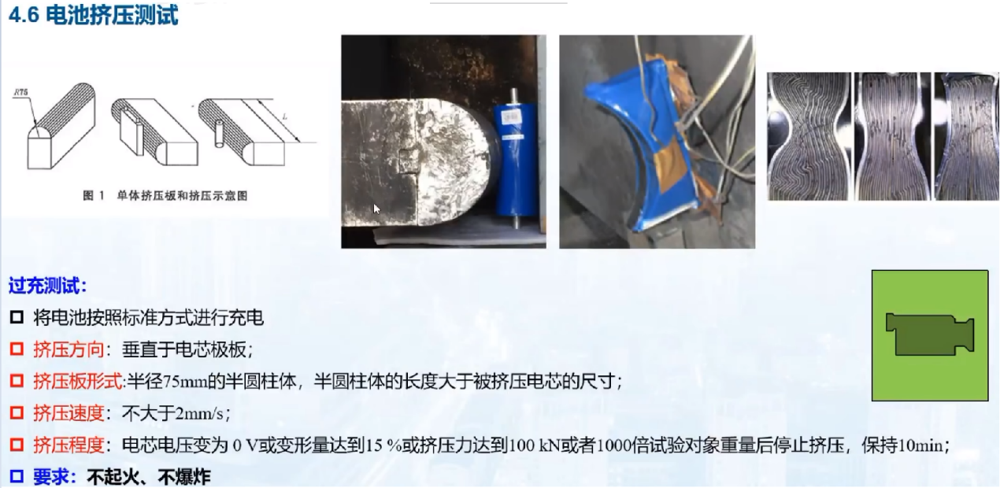 4.6 电池挤压测试
R75
L
图 1 单体挤压板和挤压示意图
过充测试：
将电池按照标准方式进行充电
挤压方向：垂直于电芯极板；
挤压板形式:半径75mm的半圆柱体，半圆柱体的长度大于被挤压电芯的尺寸；
挤压速度：不大于2mm/s；
挤压程度：电芯电压变为 0 V或变形量达到15 %或挤压力达到100 kN或者1000倍试验对象重量后停止挤压，保持10min；
要求：不起火、不爆炸